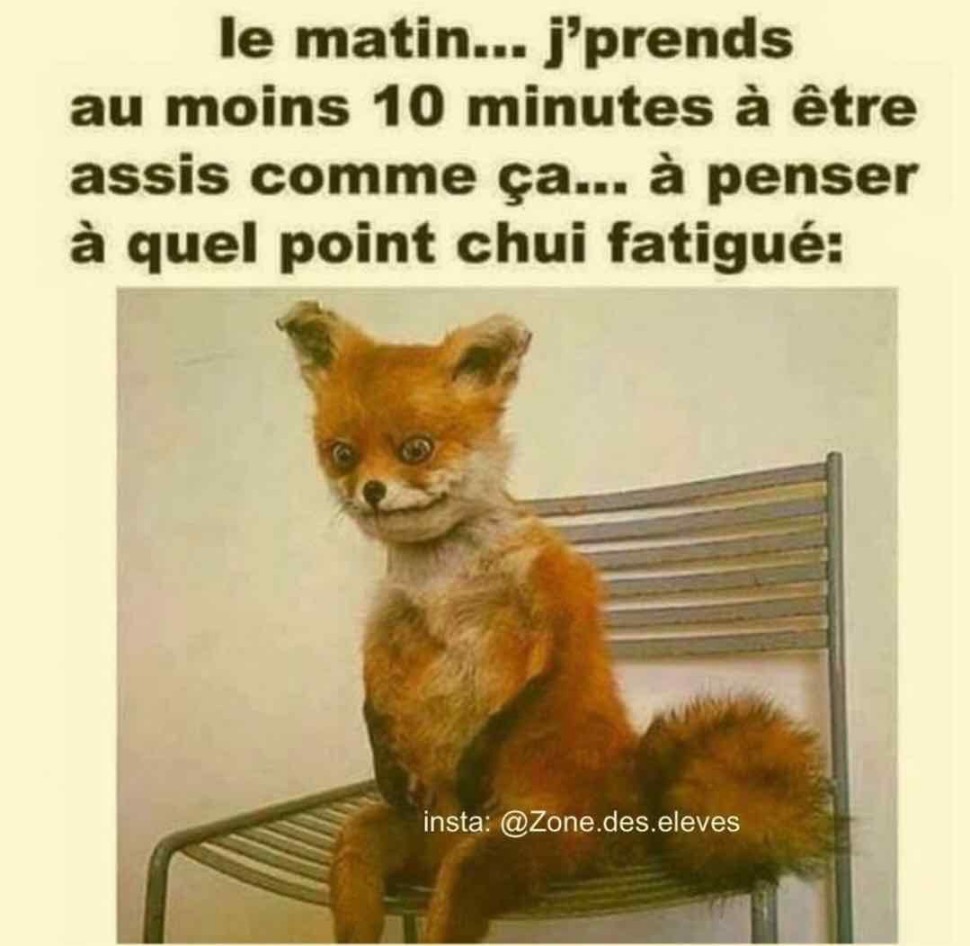 le matin... j’prends
au moins 10 minutes à être
assis comme ça... à penser
à quel point chui fatigué:
insta: @Zone.des.eleves